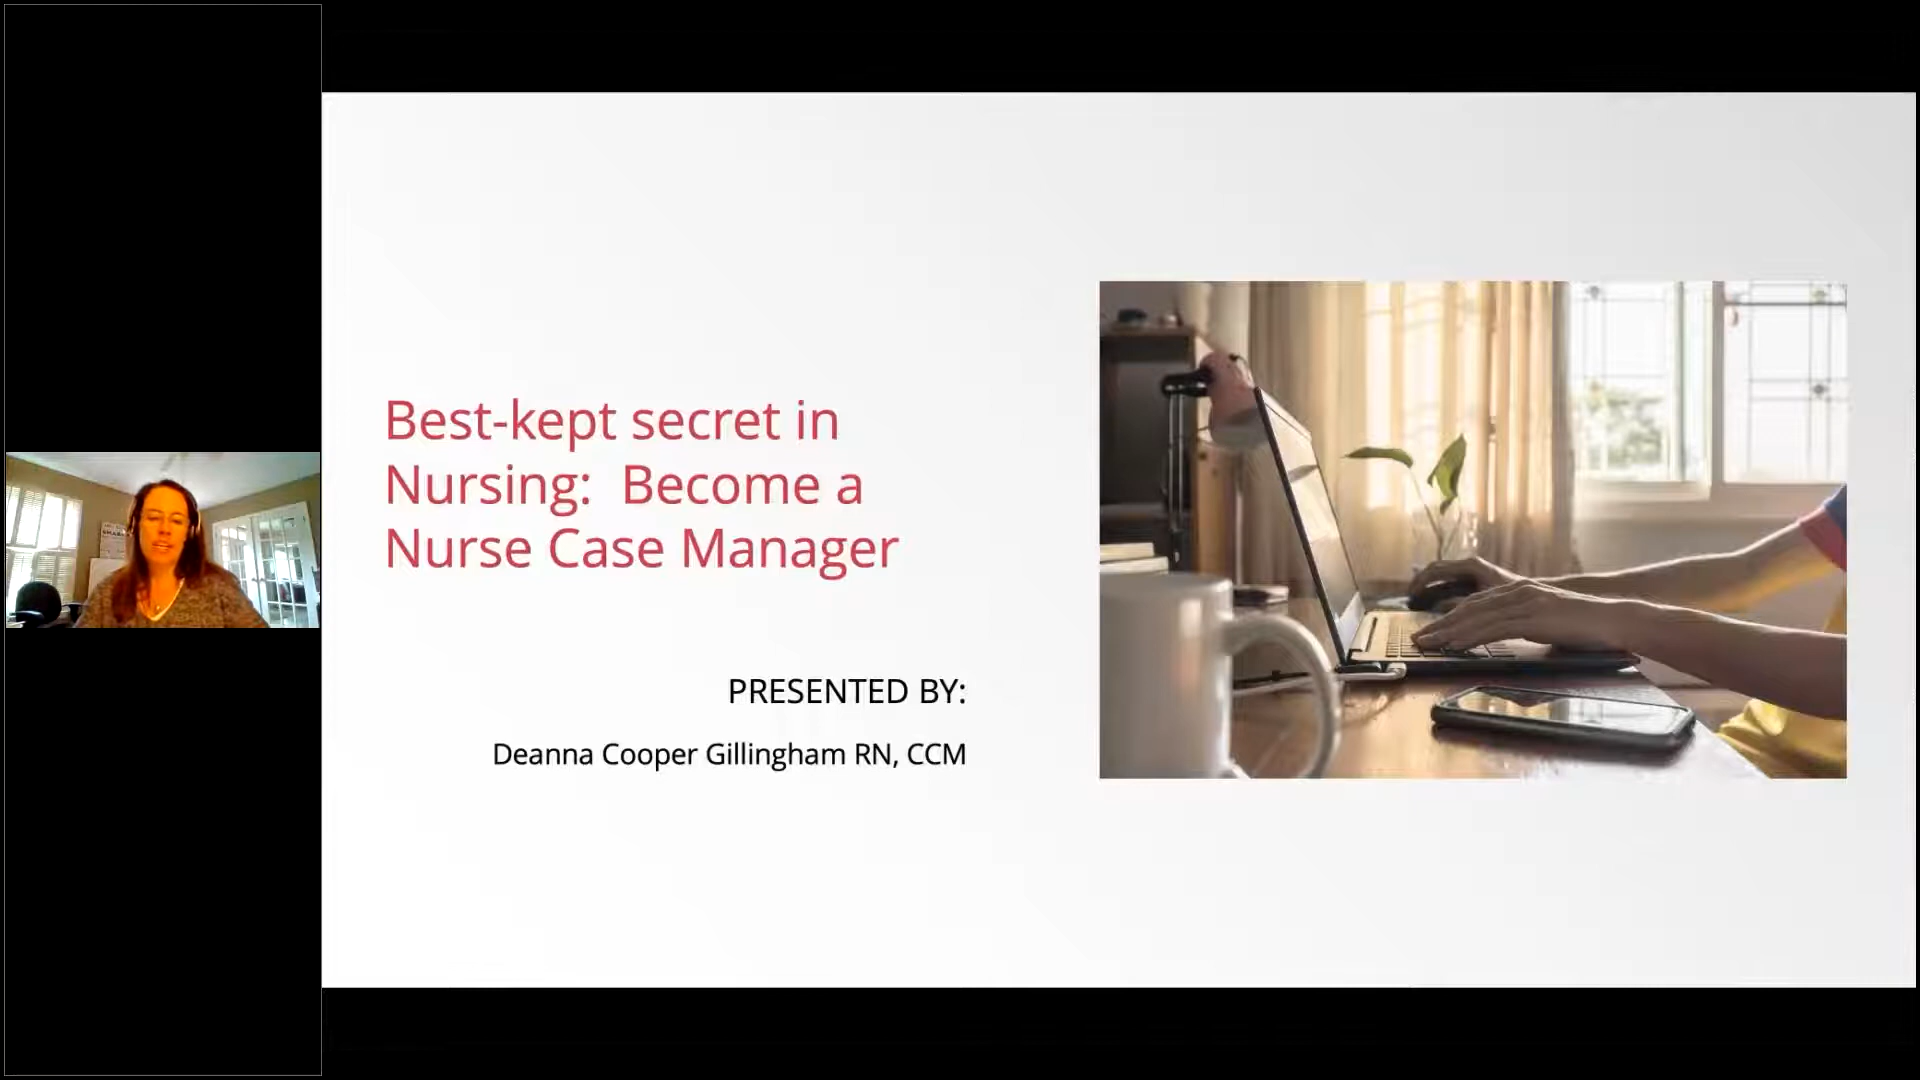 Best-kept secret in
Nursing:  Become a
Nurse Case Manager
PRESENTED BY:
Deanna Cooper Gillingham RN, CCM